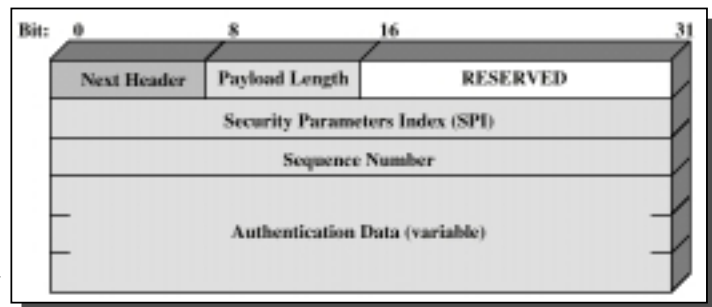 Bit: 0 8 16 31
Next Header Payload Length RESERVED
Security Parameters Index (SPI)
Sequence Number
Authentication Data (variable)